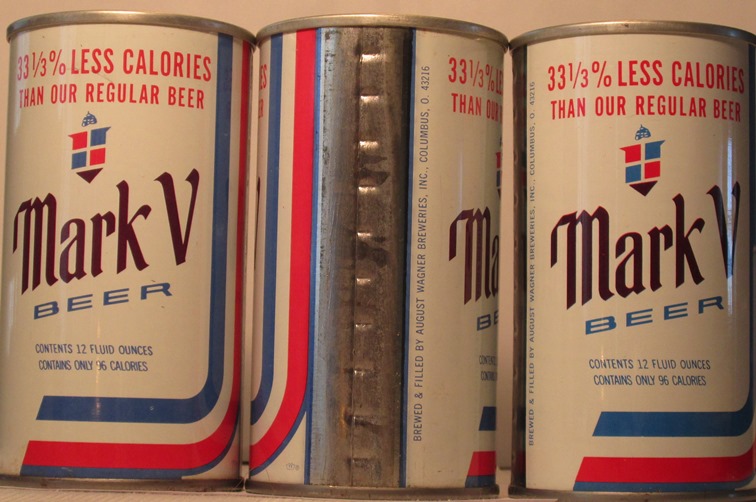 33⅓% LESS CALORIES
THAN OUR REGULAR BEER
Mark V
BEER
CONTENTS 12 FLUID OUNCES
CONTAINS ONLY 96 CALORIES
BREWED & FILLED BY AUGUST WAGNER BREWERIES, INC., COLUMBUS, O. 43216
33⅓%
THAN OUR
BREWED & FILLED BY AUGUST WAGNER BREWERIES, INC., COLUMBUS, O. 43216
33⅓% LESS CALORIES
THAN OUR REGULAR BEER
Mark V
BEER
CONTENTS 12 FLUID OUNCES
CONTAINS ONLY 96 CALORIES